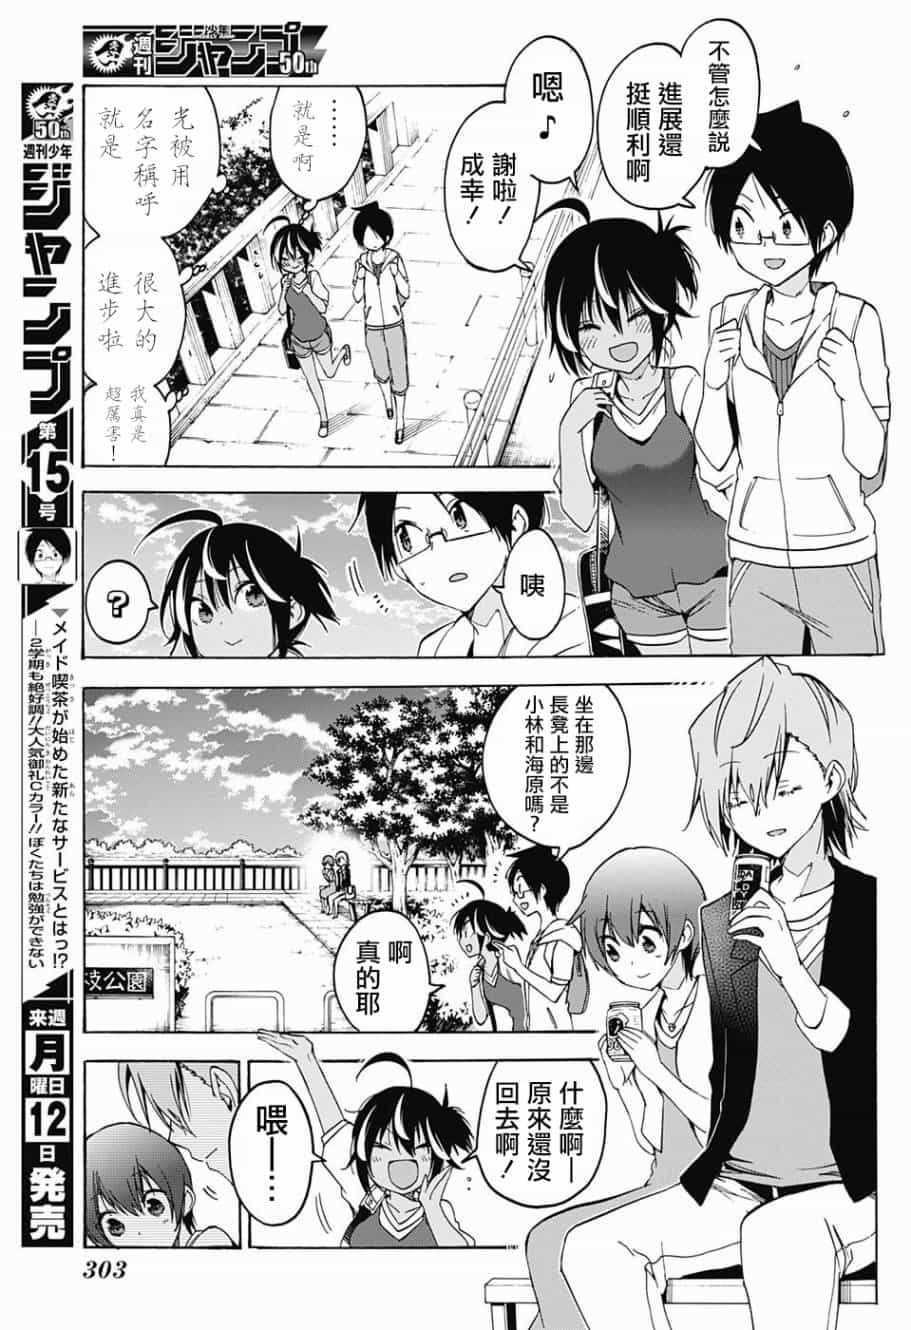 週刊
少年
ジャンプ
50th
不管怎麼說
進展還
挺順利啊
嗯♪
謝啦！
成幸！
……
就是啊
光被用
名字稱呼
就是
很大的
進步啦
我真是
超厲害！
咦
？
坐在那邊
長凳上的不是
小林和海原嗎？
啊
真的耶
枝公園
什麼啊—
原來還沒
回去啊！
喂——…
50th
週刊少年
ジャンプ
第
15
号
メイド喫茶が始めた新たなサービスとはっ!?
—2学期も絶好調!!大人気御礼Cカラー!!ぼくたちは勉強ができない
来週
月
曜日
12
日
発売
303